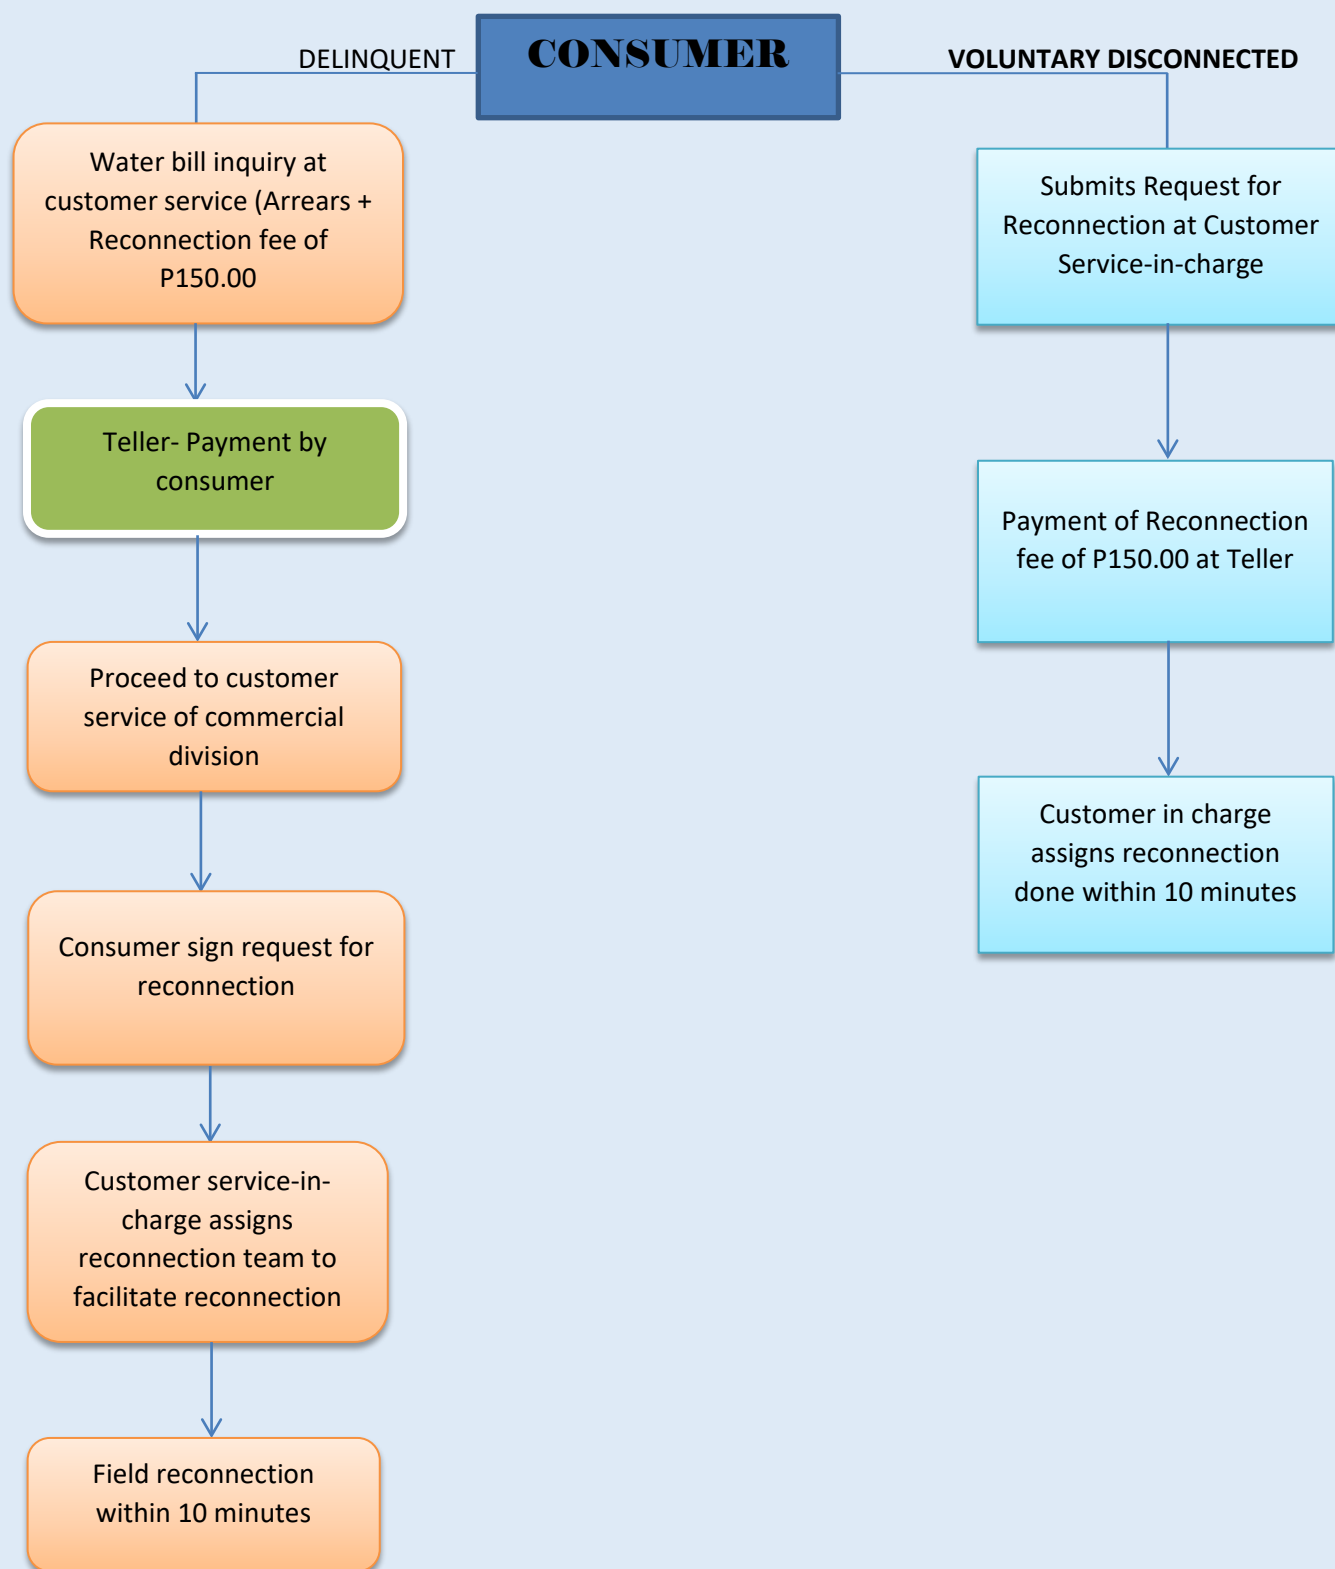 CONSUMER
DELINQUENT
VOLUNTARY DISCONNECTED
Water bill inquiry at
customer service (Arrears +
Reconnection fee of
P150.00
Teller- Payment by
consumer
Proceed to customer
service of commercial
division
Consumer sign request for
reconnection
Customer service-in-
charge assigns
reconnection team to
facilitate reconnection
Field reconnection
within 10 minutes
Submits Request for
Reconnection at Customer
Service-in-charge
Payment of Reconnection
fee of P150.00 at Teller
Customer in charge
assigns reconnection
done within 10 minutes